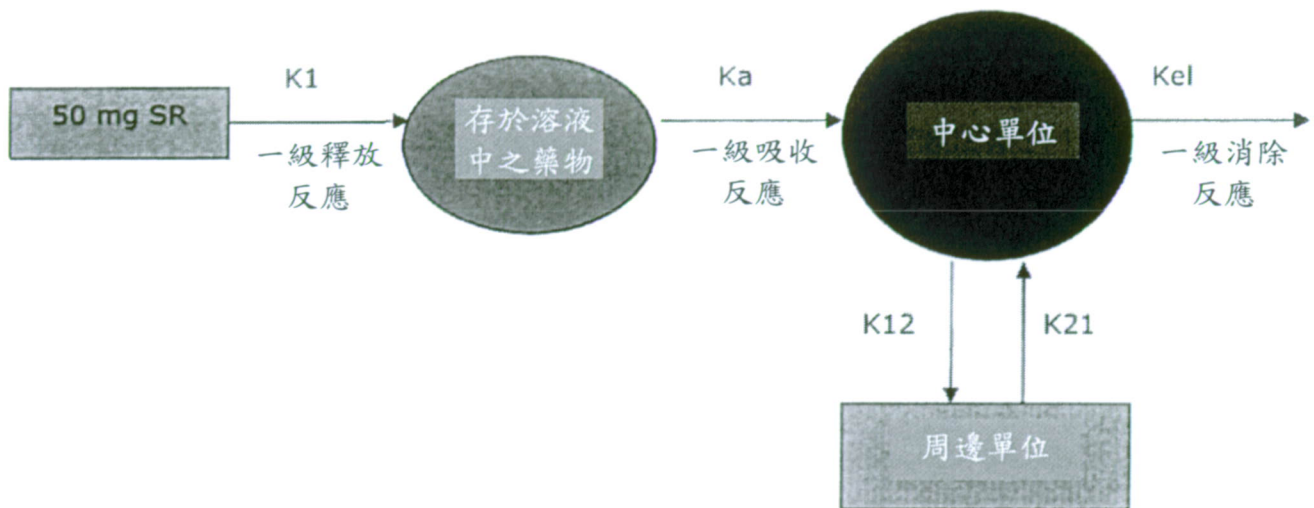 50 mg SR
K1
一級釋放
反應
存於溶液
中之藥物
Ka
一級吸收
反應
中心單位
Kel
一級消除
反應
K12
K21
周邊單位